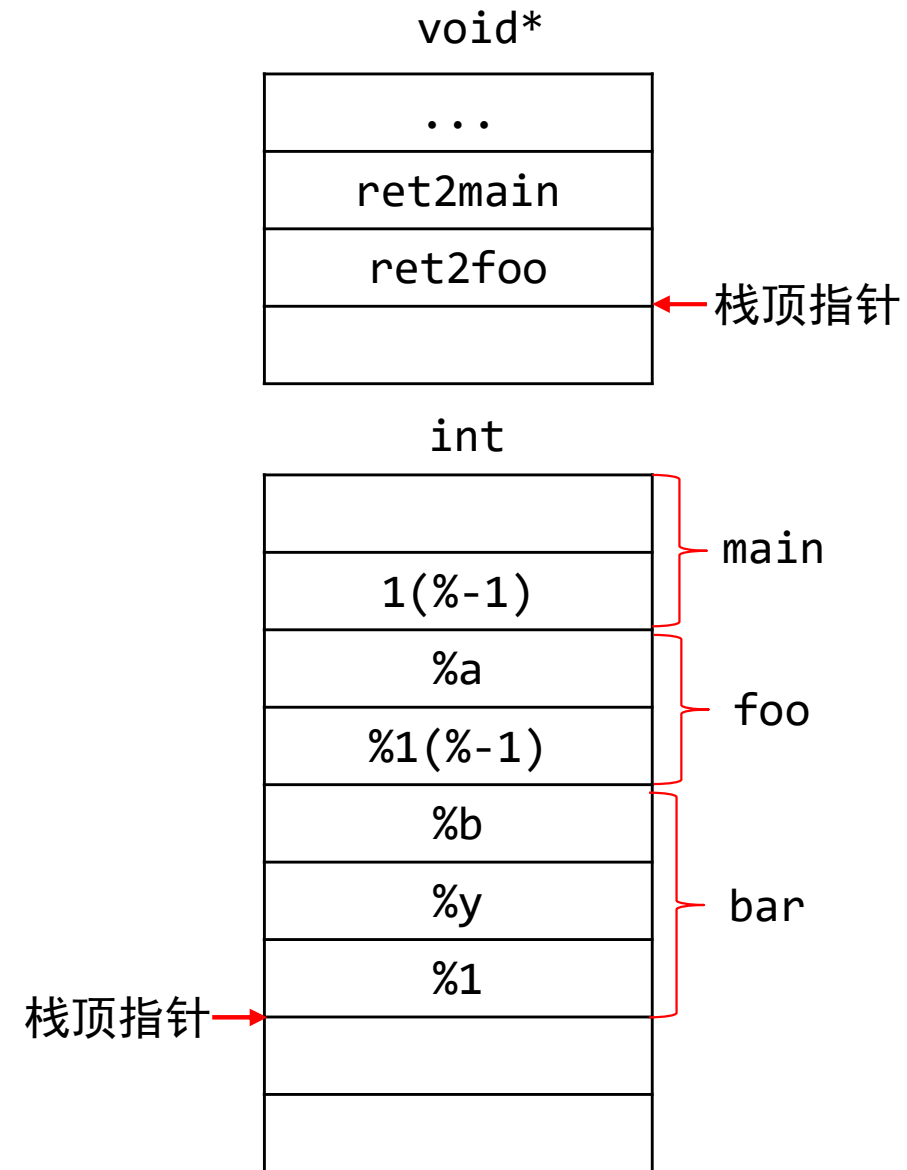 void*
...
ret2main
ret2foo
栈顶指针
int
main
1(%-1)
%a
foo
%1(%-1)
%b
%y
bar
%1
栈顶指针